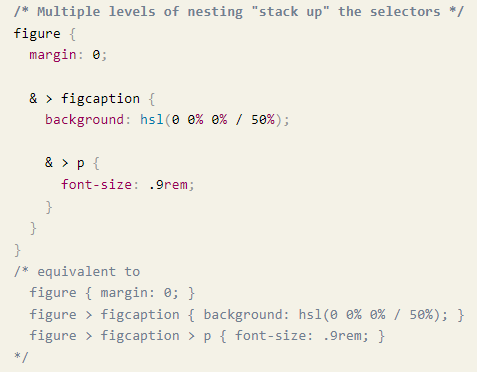 /* Multiple levels of nesting "stack up" the selectors */
figure {
  margin: 0;

  & > figcaption {
    background: hsl(0 0% 0% / 50%);

    & > p {
      font-size: .9rem;
    }
  }
}
/* equivalent to
  figure { margin: 0; }
  figure > figcaption { background: hsl(0 0% 0% / 50%); }
  figure > figcaption > p { font-size: .9rem; }
*/